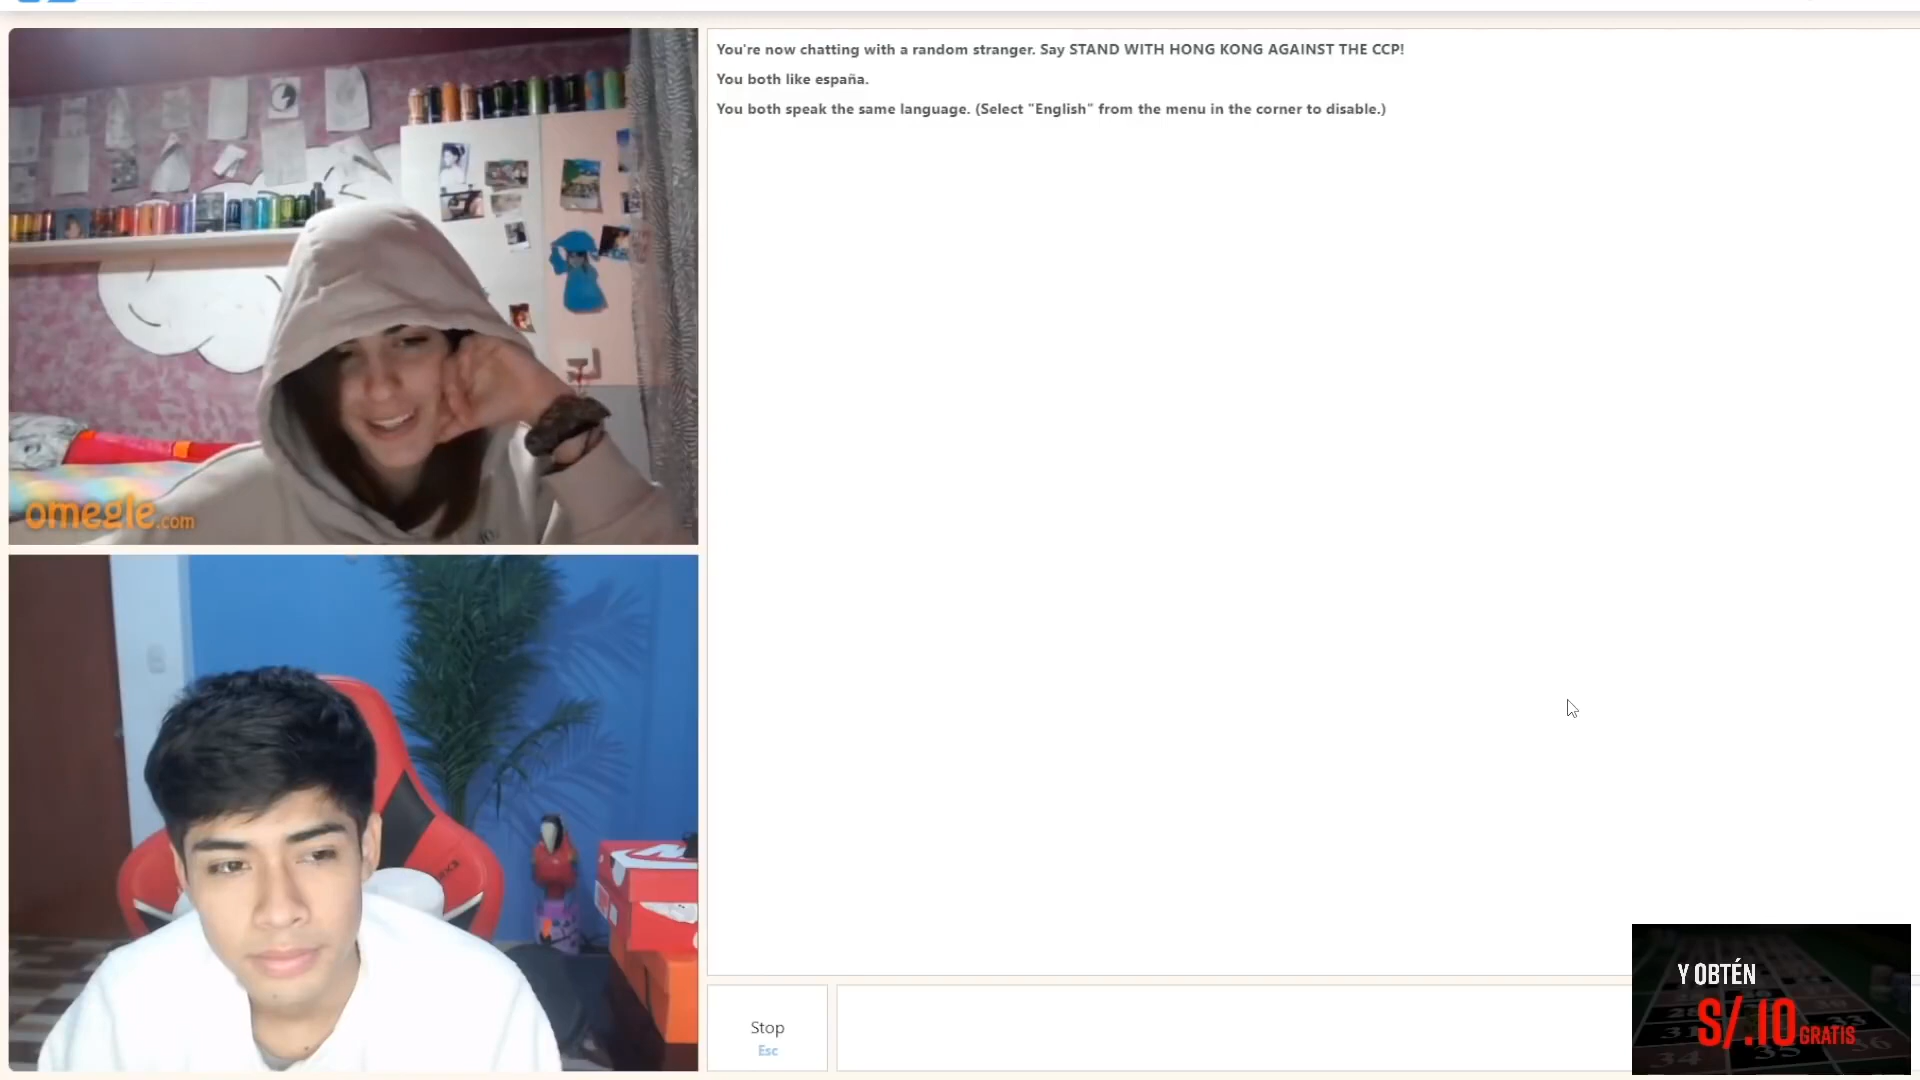 You're now chatting with a random stranger. Say STAND WITH HONG KONG AGAINST THE CCP!
You both like españa.
You both speak the same language. (Select "English" from the menu in the corner to disable.)
omegle.com
Stop
Esc
Y OBTÉN
S/.10 GRATIS